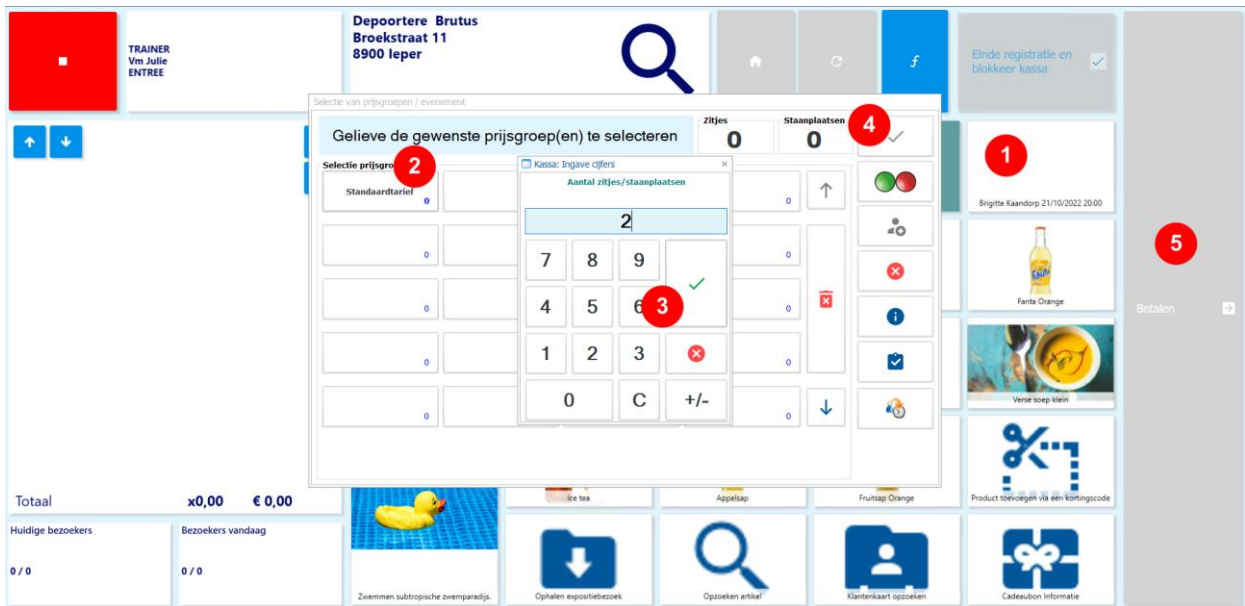 TRAINER
Vm Julie
ENTREE
Depoortere Brutus
Broekstraat 11
8900 Ieper
f
Einde registratie en
blokkeer kassa
Selectie van prijsgroepen / evenement
Gelieve de gewenste prijsgroep(en) te selecteren
Zitjes
0
Staanplaatsen
0
4
1
Brigitte Kaandorp 21/10/2022 20:00
2
Standaardtarief
0
0
0
0
0
Kassa: Ingave cijfers
Aantal zitjes/staanplaatsen
2
7 8 9
4 5 6
3
1 2 3
0 C +/-
0
0
0
0
0
5
Betalen
Fanta Orange
Verse soep klein
Product toevoegen via een kortingscode
Totaal x0,00 € 0,00
Ice tea
Appelsap
Fruitsap Orange
Huidige bezoekers
0 / 0
Bezoekers vandaag
0 / 0
Zwemmen subtropische zwemparadijs.
Ophalen expositiebezoek
Opzoeken artikel
Klantenkaart opzoeken
Cadeaubon Informatie